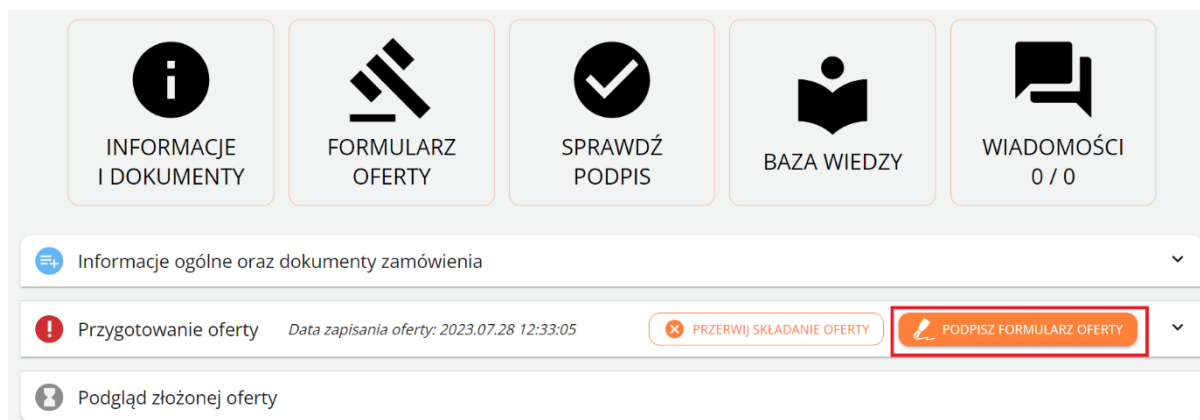 INFORMACJE
I DOKUMENTY
FORMULARZ
OFERTY
SPRAWDŹ
PODPIS
BAZA WIEDZY
WIADOMOŚCI
0 / 0
Informacje ogólne oraz dokumenty zamówienia
Przygotowanie oferty Data zapisania oferty: 2023.07.28 12:33:05 PRZERWIJ SKŁADANIE OFERTY PODPISZ FORMULARZ OFERTY
Podgląd złożonej oferty